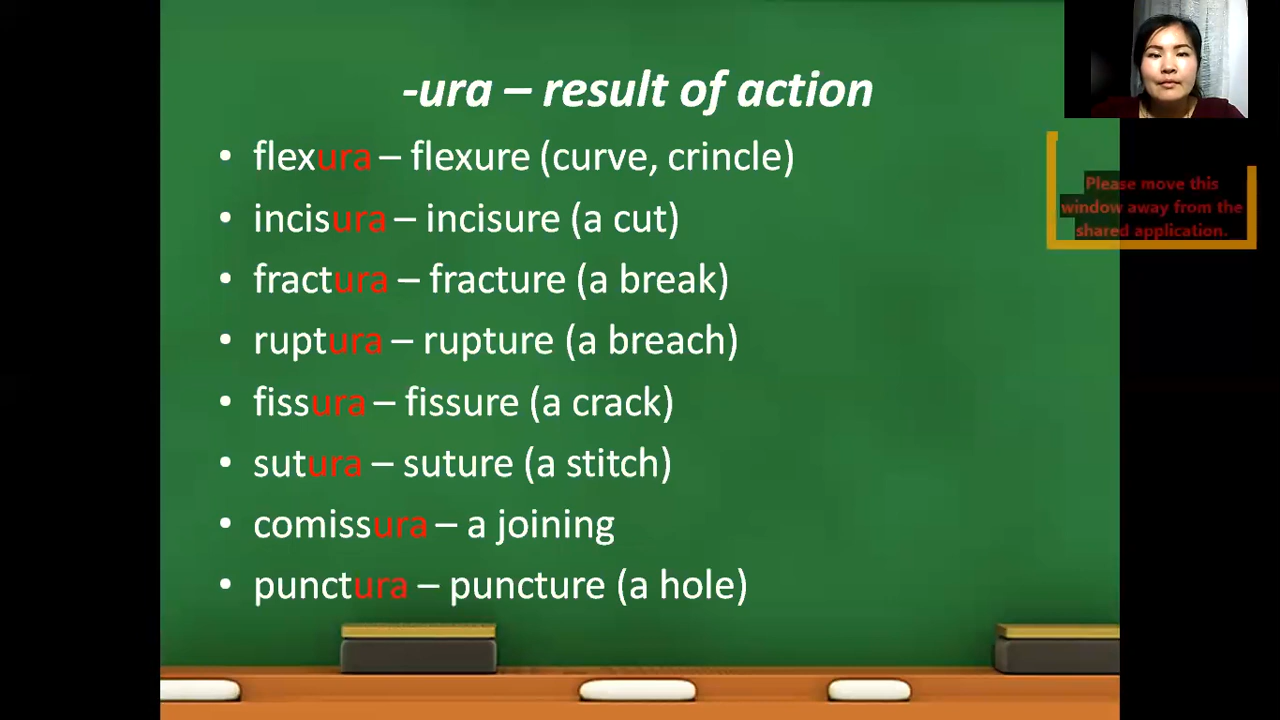 -ura – result of action
• flexura – flexure (curve, crincle)
• incisura – incisure (a cut)
• fractura – fracture (a break)
• ruptura – rupture (a breach)
• fissura – fissure (a crack)
• sutura – suture (a stitch)
• comissura – a joining
• punctura – puncture (a hole)
Please move this
window away from the
shared application.